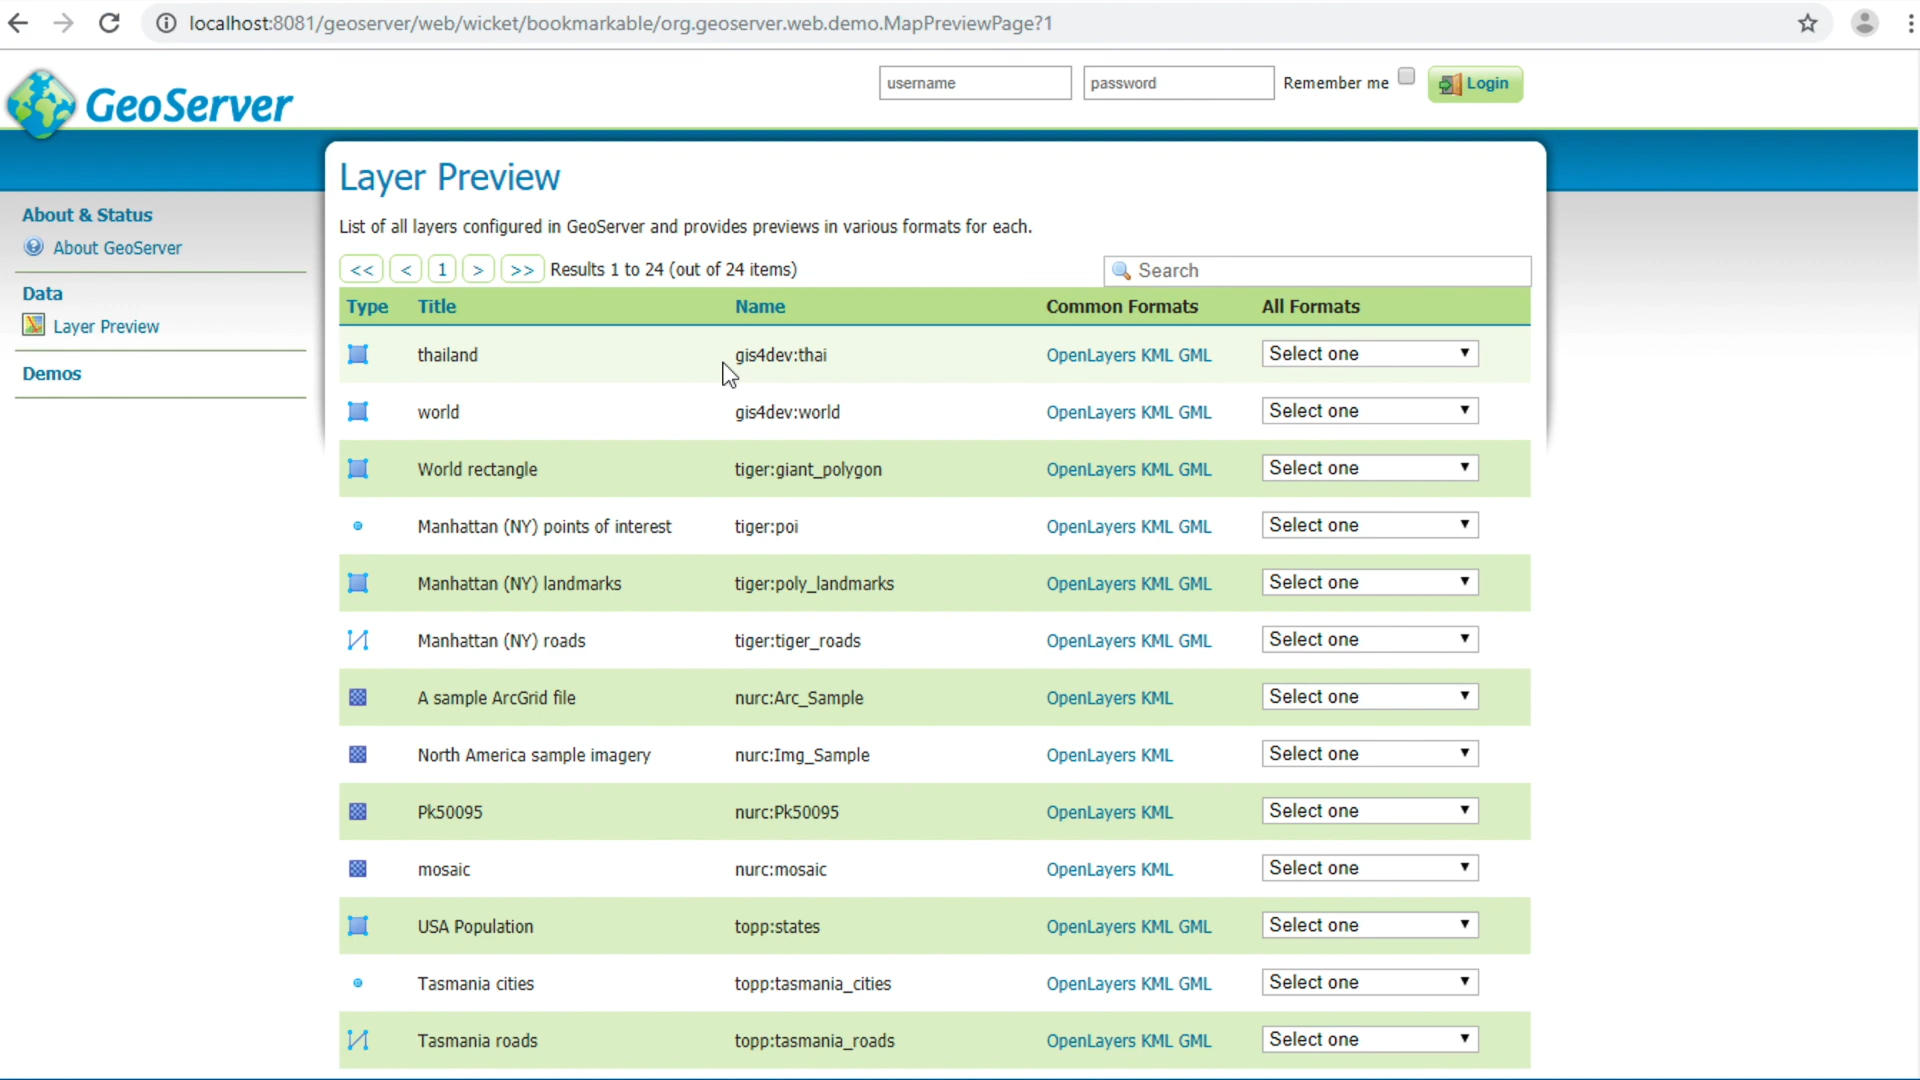 localhost:8081/geoserver/web/wicket/bookmarkable/org.geoserver.web.demo.MapPreviewPage?1
GeoServer
username password Remember me Login
About & Status
About GeoServer
Data
Layer Preview
Demos
Layer Preview
List of all layers configured in GeoServer and provides previews in various formats for each.
<< < 1 > >> Results 1 to 24 (out of 24 items) Search
Type Title Name Common Formats All Formats
thailand gis4dev:thai OpenLayers KML GML Select one
world gis4dev:world OpenLayers KML GML Select one
World rectangle tiger:giant_polygon OpenLayers KML GML Select one
Manhattan (NY) points of interest tiger:poi OpenLayers KML GML Select one
Manhattan (NY) landmarks tiger:poly_landmarks OpenLayers KML GML Select one
Manhattan (NY) roads tiger:tiger_roads OpenLayers KML GML Select one
A sample ArcGrid file nurc:Arc_Sample OpenLayers KML Select one
North America sample imagery nurc:Img_Sample OpenLayers KML Select one
Pk50095 nurc:Pk50095 OpenLayers KML Select one
mosaic nurc:mosaic OpenLayers KML Select one
USA Population topp:states OpenLayers KML GML Select one
Tasmania cities topp:tasmania_cities OpenLayers KML GML Select one
Tasmania roads topp:tasmania_roads OpenLayers KML GML Select one